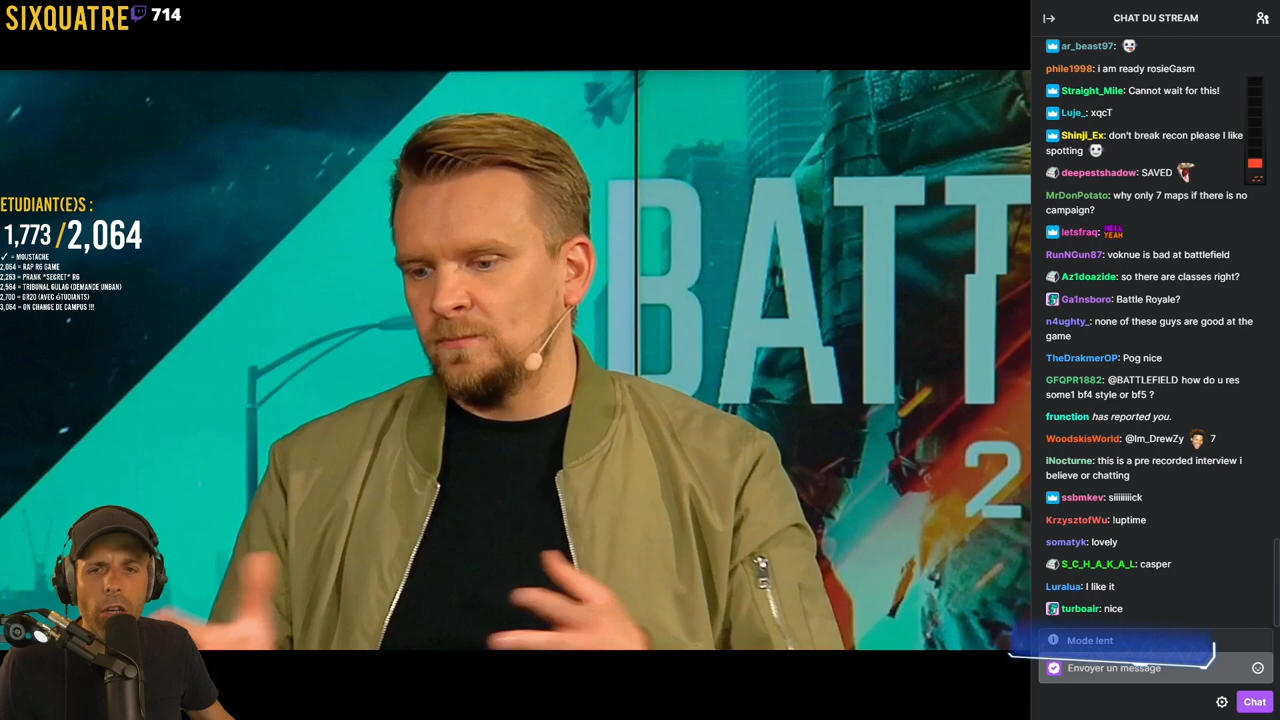 SIXQUATRE 714
ETUDIANT(E)S :
1,773 / 2,064
✓ = MOUSTACHE
2,064 = RAP R6 GAME
2,263 = PRANK *SECRET* R6
2,564 = TRIBUNAL GULAG (DEMANDE UNBAN)
2,700 = GR20 (AVEC ÉTUDIANTS)
3,064 = ON CHANGE DE CAMPUS !!!
BATT
2
CHAT DU STREAM
ar_beast97:
phile1998: i am ready rosieGasm
Straight_Mile: Cannot wait for this!
Luje_: xqcT
Shinji_Ex: don't break recon please I like
spotting
deepestshadow: SAVED
MrDonPotato: why only 7 maps if there is no
campaign?
letsfraq: HELL
YEAH
RunNGun87: voknue is bad at battlefield
Az1doazide: so there are classes right?
Ga1nsboro: Battle Royale?
n4ughty_: none of these guys are good at the
game
TheDrakmerOP: Pog nice
GFQPR1882: @BATTLEFIELD how do u res
some1 bf4 style or bf5 ?
frunction has reported you.
WoodskisWorld: @Im_DrewZy 7
iNocturne: this is a pre recorded interview i
believe or chatting
ssbmkev: siiiiiiiick
KrzysztofWu: !uptime
somatyk: lovely
S_C_H_A_K_A_L: casper
Luralua: I like it
turboair: nice
Mode lent
Envoyer un message
Chat